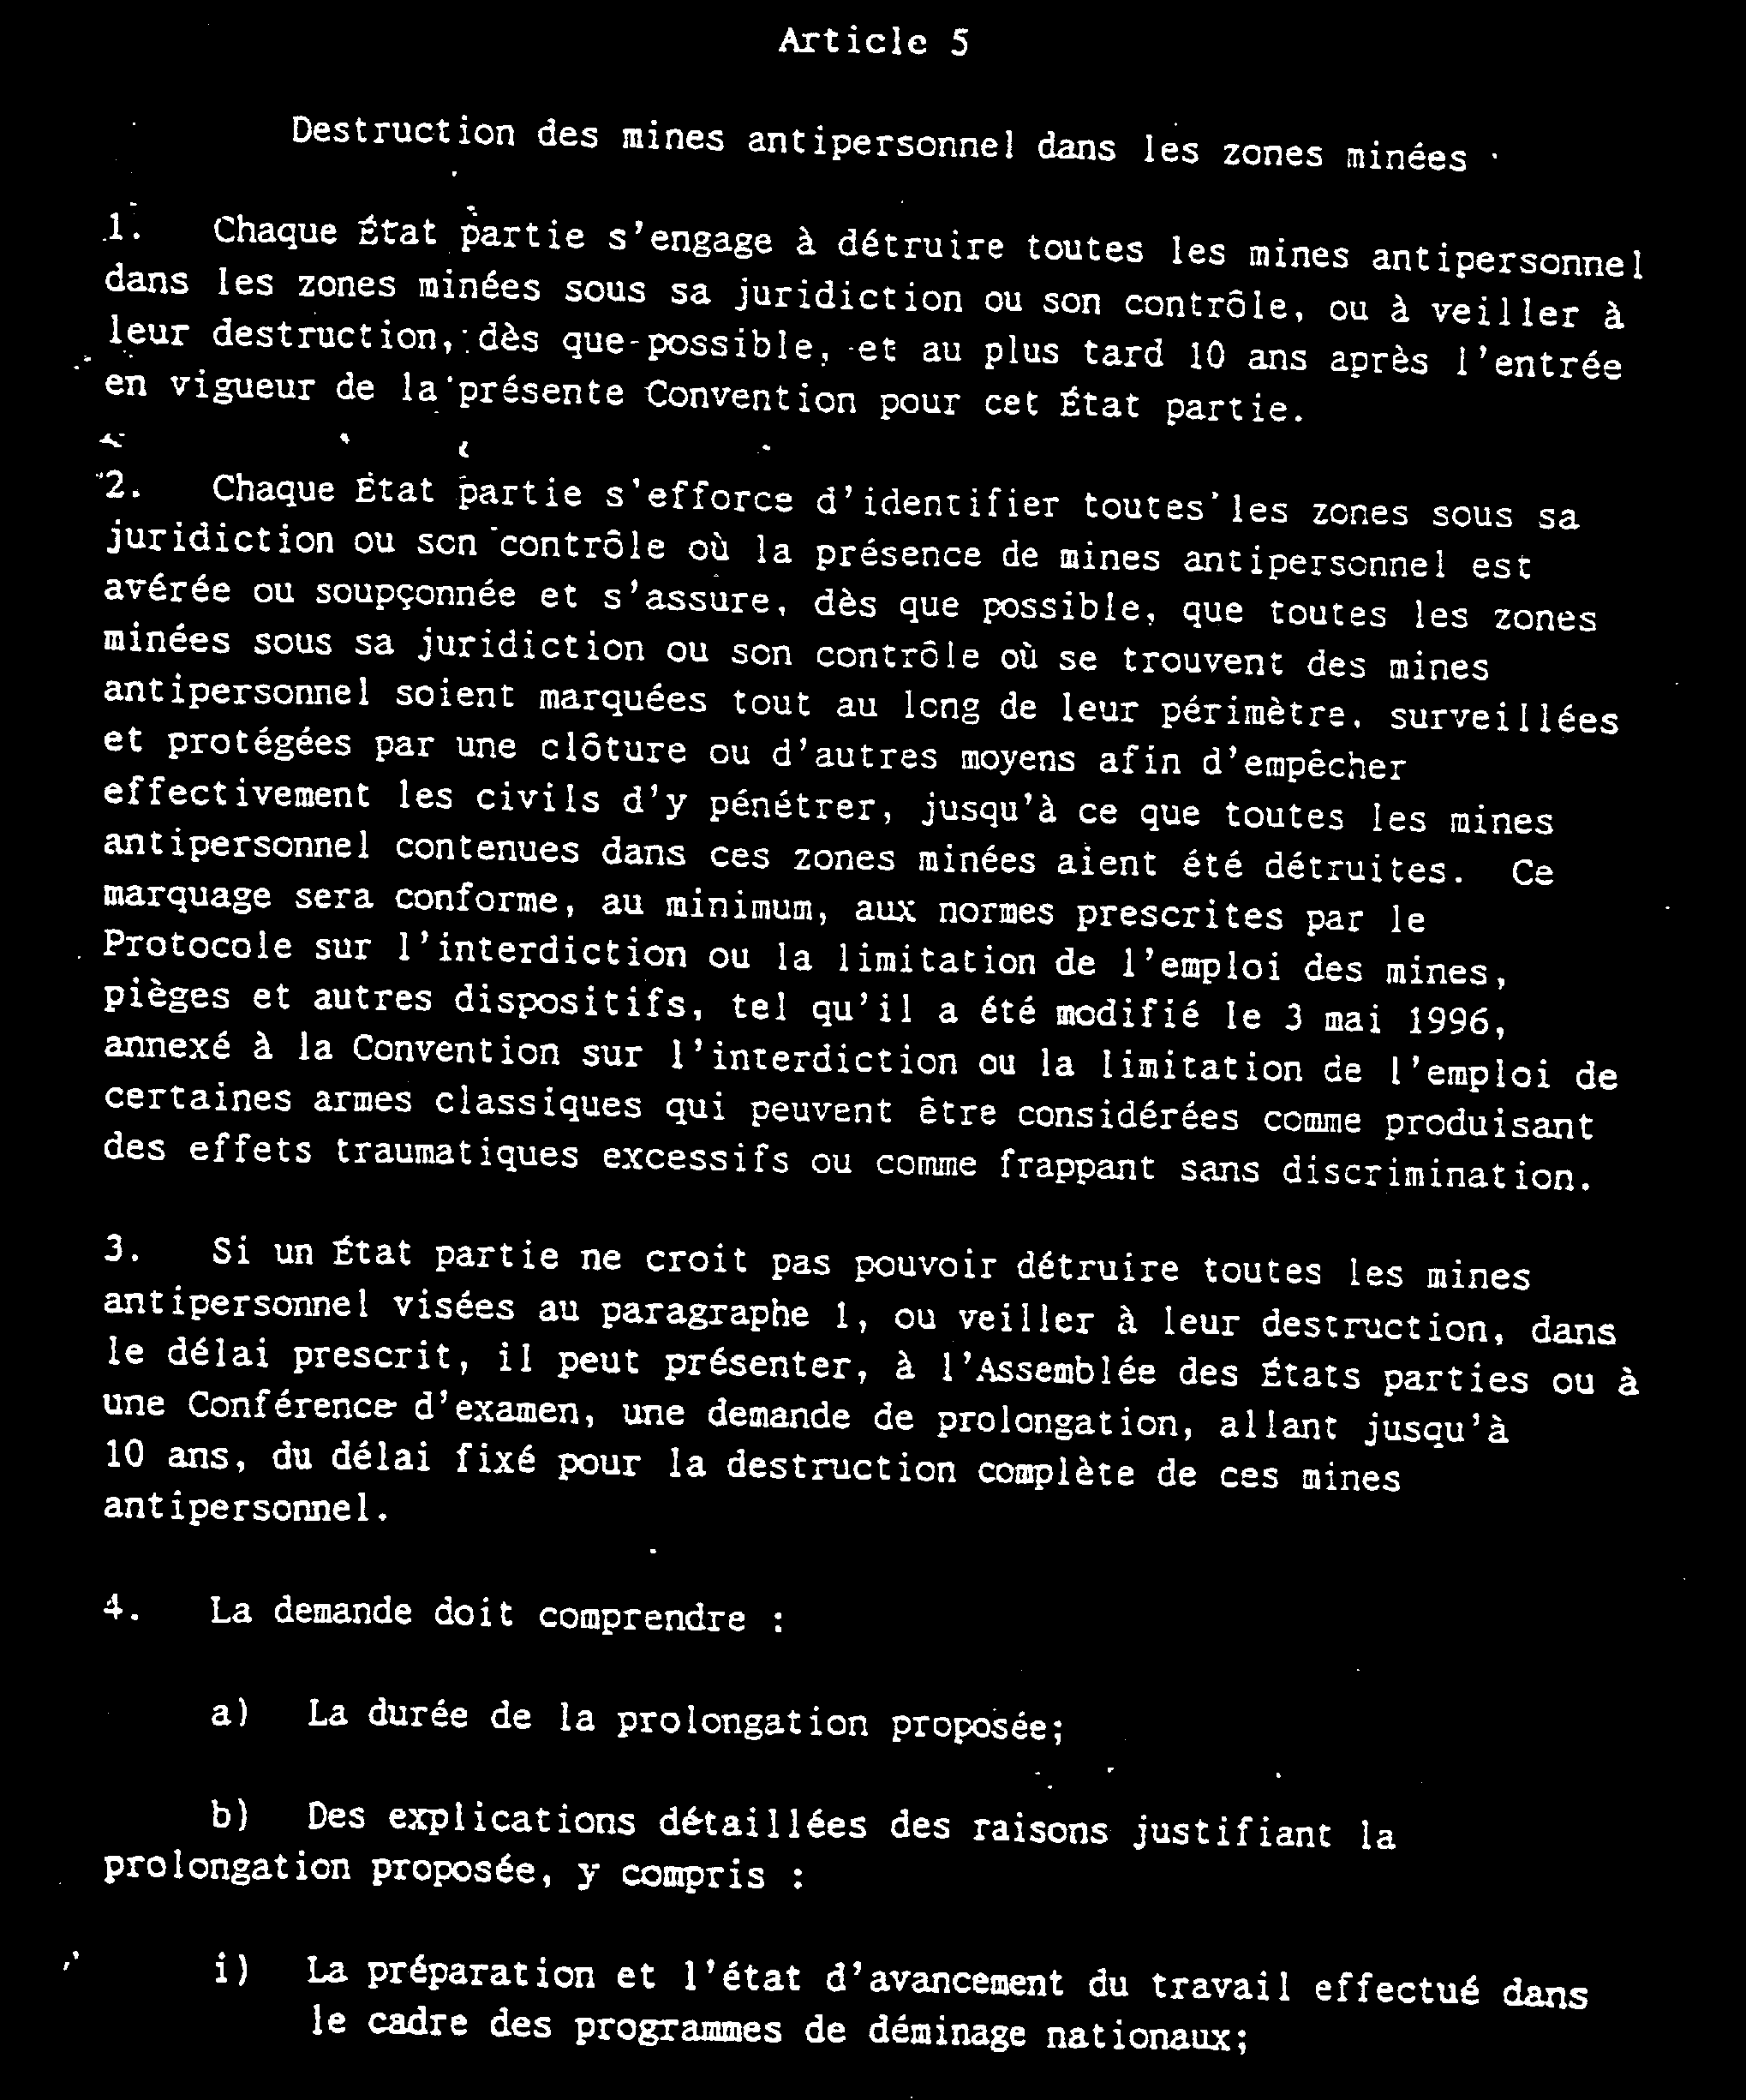 Article 5
Destruction des mines antipersonnel dans les zones minées
1. Chaque État partie s'engage à détruire toutes les mines antipersonnel
dans les zones minées sous sa juridiction ou son contrôle, ou à veiller à
leur destruction, dès que possible, et au plus tard 10 ans après l'entrée
en vigueur de la présente Convention pour cet État partie.
2. Chaque État partie s'efforce d'identifier toutes les zones sous sa
juridiction ou son contrôle où la présence de mines antipersonnel est
avérée ou soupçonnée et s'assure, dès que possible, que toutes les zones
minées sous sa juridiction ou son contrôle où se trouvent des mines
antipersonnel soient marquées tout au long de leur périmètre, surveillées
et protégées par une clôture ou d'autres moyens afin d'empêcher
effectivement les civils d'y pénétrer, jusqu'à ce que toutes les mines
antipersonnel contenues dans ces zones minées aient été détruites. Ce
marquage sera conforme, au minimum, aux normes prescrites par le
Protocole sur l'interdiction ou la limitation de l'emploi des mines,
pièges et autres dispositifs, tel qu'il a été modifié le 3 mai 1996,
annexé à la Convention sur l'interdiction ou la limitation de l'emploi de
certaines armes classiques qui peuvent être considérées comme produisant
des effets traumatiques excessifs ou comme frappant sans discrimination.
3. Si un État partie ne croit pas pouvoir détruire toutes les mines
antipersonnel visées au paragraphe 1, ou veiller à leur destruction, dans
le délai prescrit, il peut présenter, à l'Assemblée des États parties ou à
une Conférence d'examen, une demande de prolongation, allant jusqu'à
10 ans, du délai fixé pour la destruction complète de ces mines
antipersonnel.
4. La demande doit comprendre :
a) La durée de la prolongation proposée;
b) Des explications détaillées des raisons justifiant la
prolongation proposée, y compris :
i) La préparation et l'état d'avancement du travail effectué dans
le cadre des programmes de déminage nationaux;